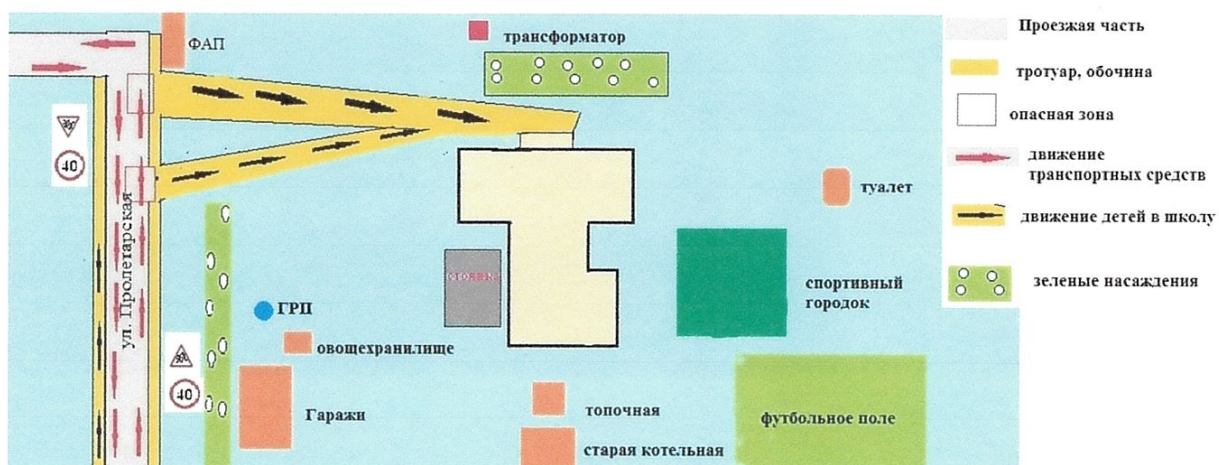 ФАП
трансформатор
туалет
ул. Пролетарская
40
стоянка
спортивный
городок
ГРП
овощехранилище
40
Гаражи
топочная
старая котельная
футбольное поле
Проезжая часть
тротуар, обочина
опасная зона
движение
транспортных средств
движение детей в школу
зеленые насаждения